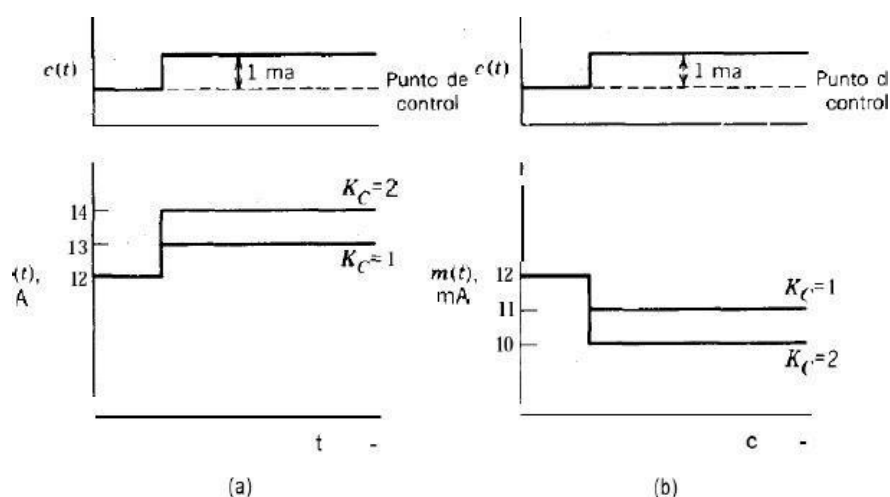 c(t)
1 ma
Punto de
control
K_C=2
K_C=1
14
13
12
(t),
A
t -
(a)
c(t)
1 ma
Punto d
control
m(t),
mA
12
11
10
K_C=1
K_C=2
c -
(b)